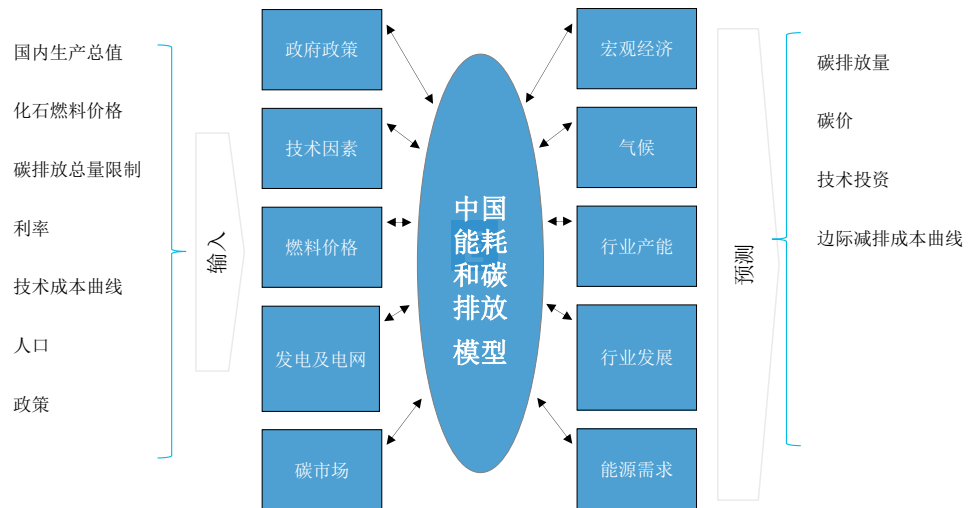 国内生产总值
化石燃料价格
碳排放总量限制
利率
技术成本曲线
人口
政策
输入
政府政策
技术因素
燃料价格
发电及电网
碳市场
中国
能耗
和碳
排放
模型
宏观经济
气候
行业产能
行业发展
能源需求
预测
碳排放量
碳价
技术投资
边际减排成本曲线